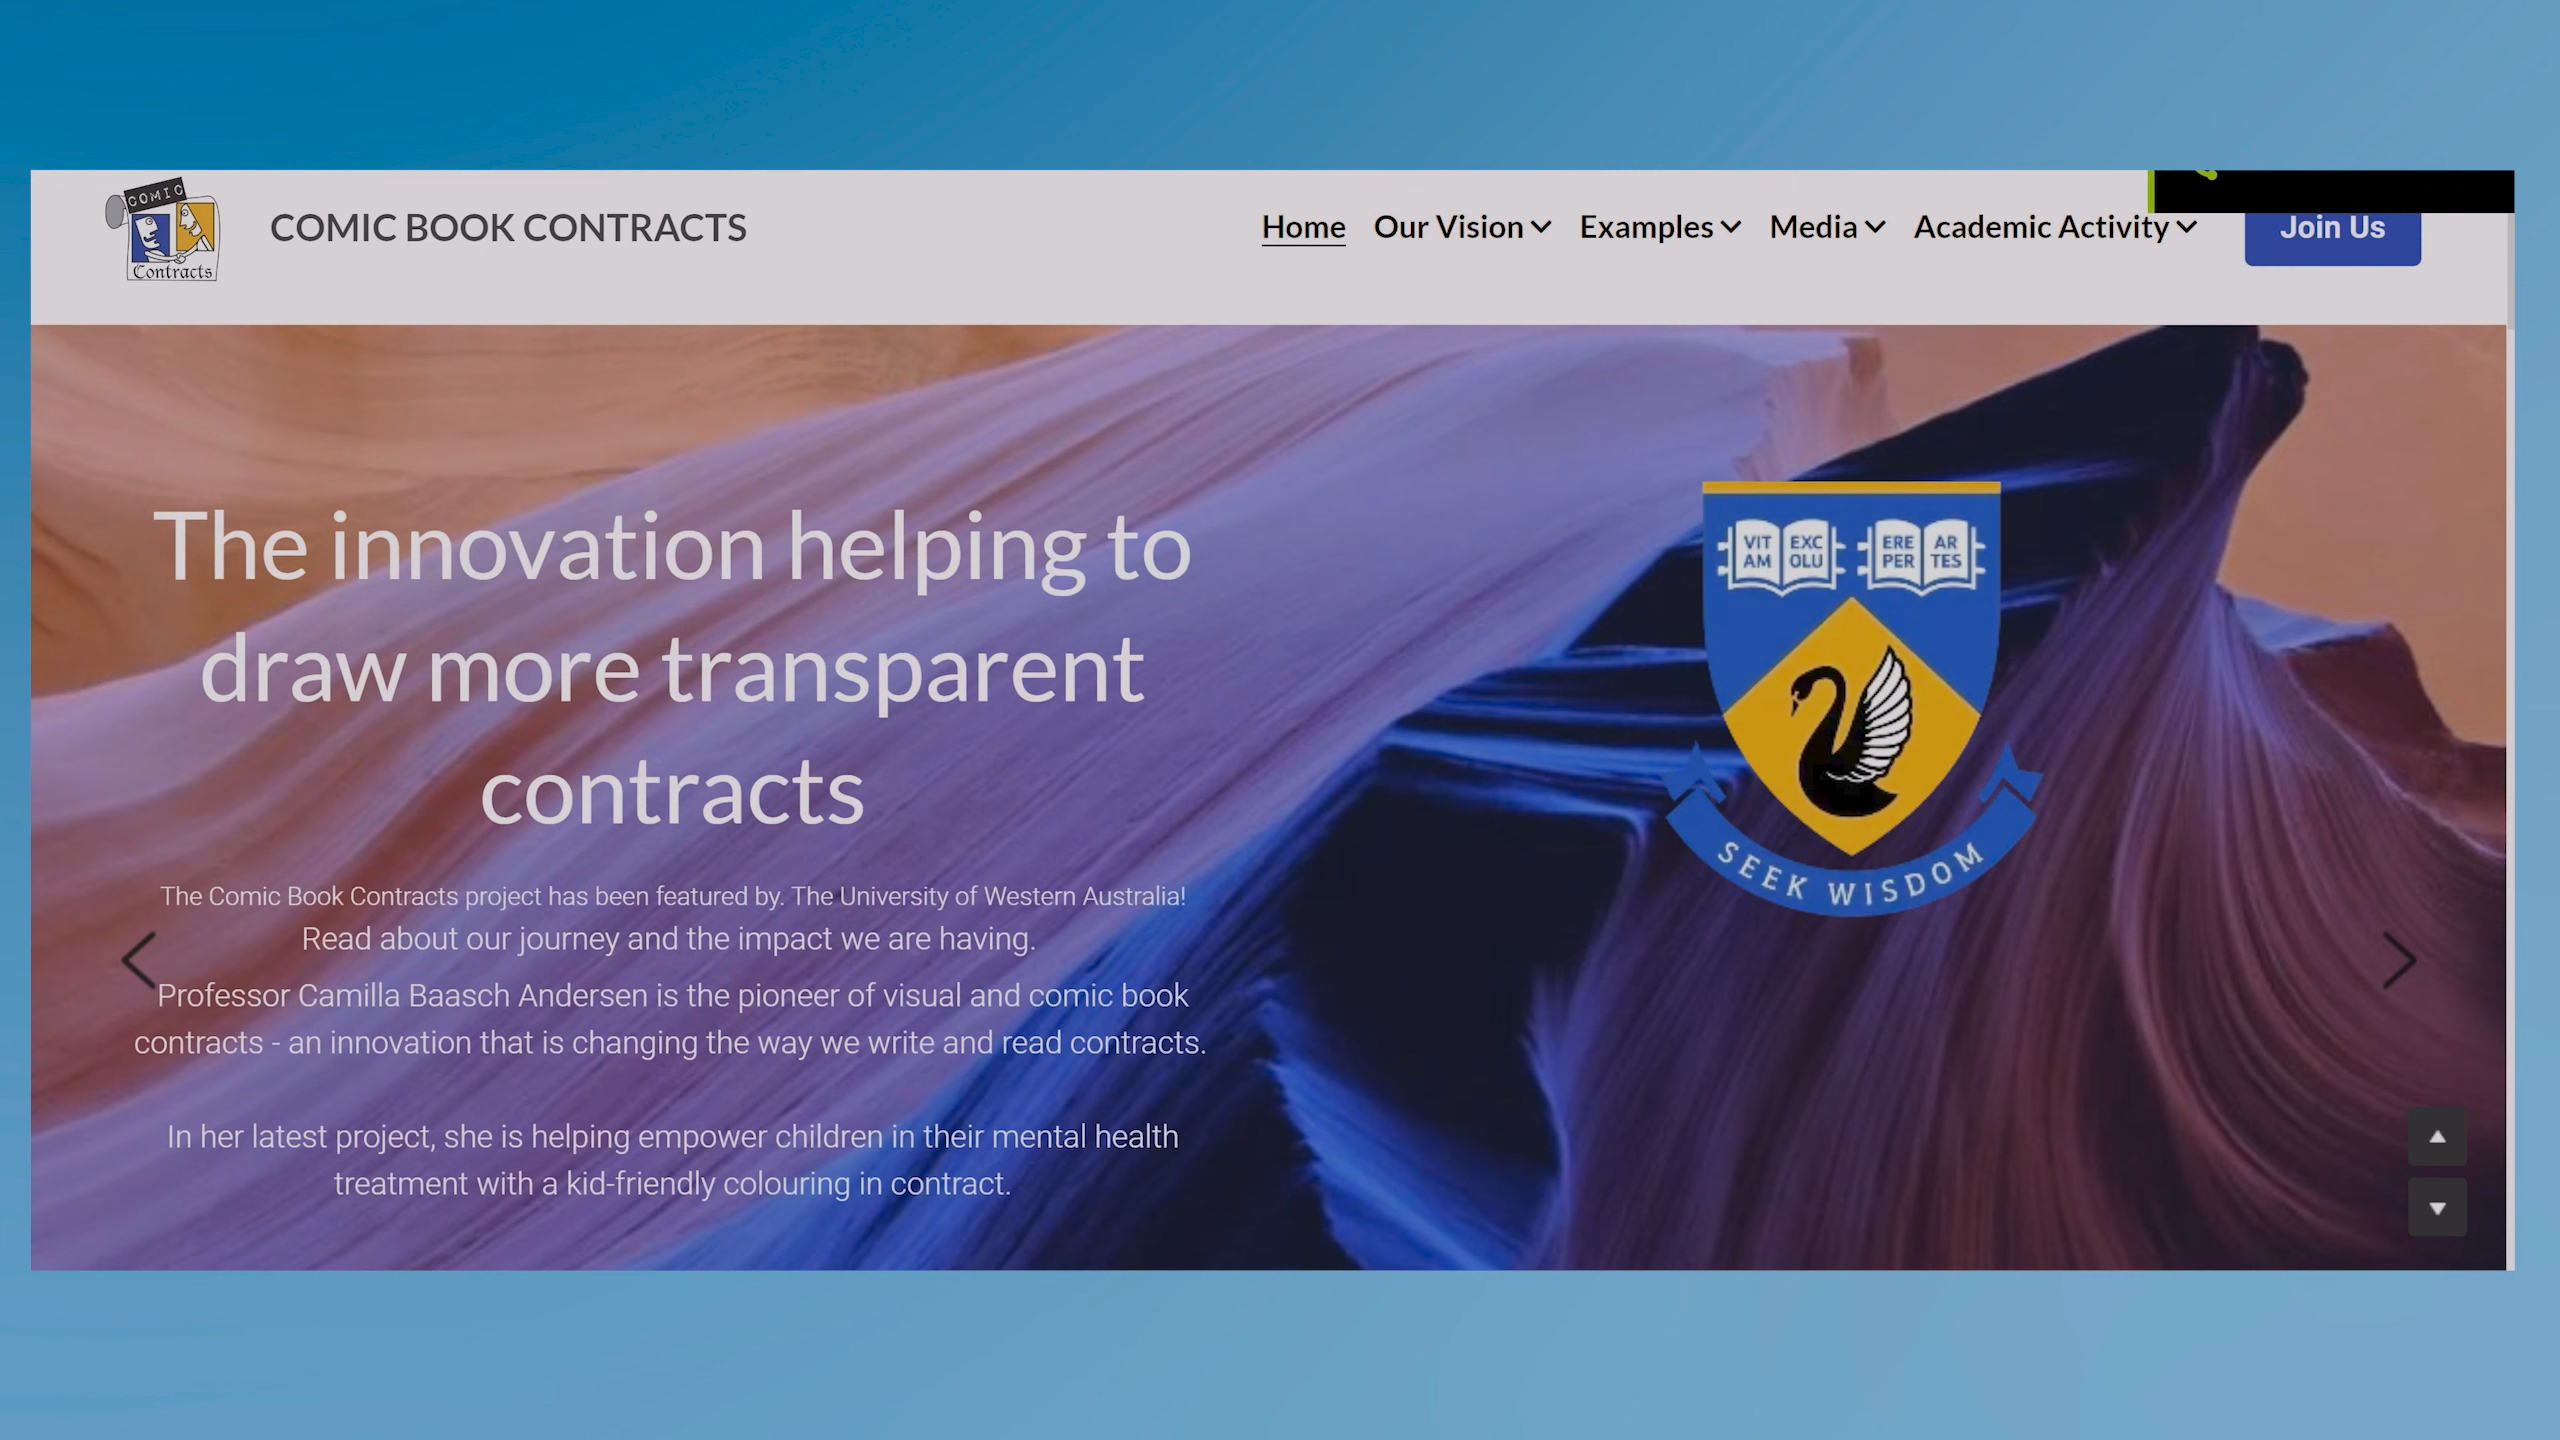 COMIC
Contracts
COMIC BOOK CONTRACTS
Home
Our Vision
Examples
Media
Academic Activity
Join Us
The innovation helping to
draw more transparent
contracts
The Comic Book Contracts project has been featured by. The University of Western Australia!
Read about our journey and the impact we are having.
Professor Camilla Baasch Andersen is the pioneer of visual and comic book
contracts - an innovation that is changing the way we write and read contracts.
In her latest project, she is helping empower children in their mental health
treatment with a kid-friendly colouring in contract.
VIT EXC ERE AR
AM OLU PER TES
SEEK WISDOM